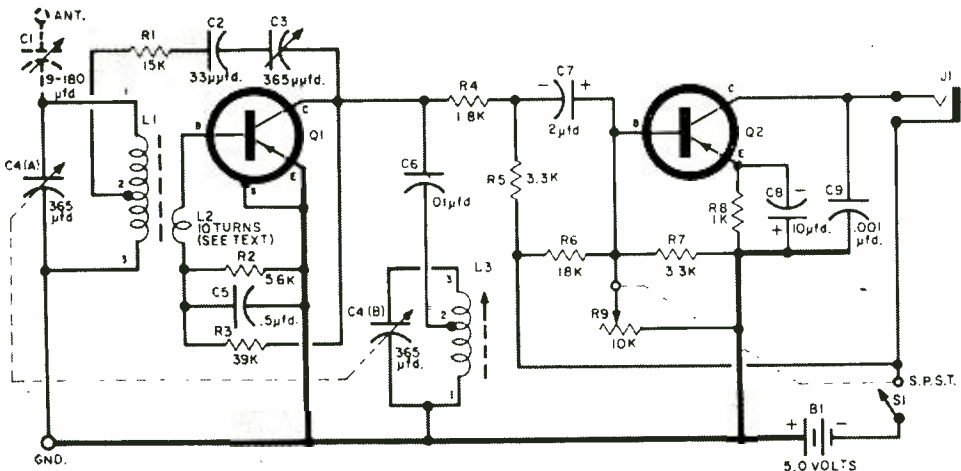 ANT.
C1
9-180
µfd
R1
15K
C2
33µµfd.
C3
365µµfd.
1
L1
2
3
C4(A)
365
µfd
B
C
Q1
E
S
L2
10 TURNS
(SEE TEXT)
R2
5.6K
C5
.5µfd.
R3
39K
C6
.01µfd
C4(B)
365
µfd
3
L3
2
1
R4
1.8K
R5
3.3K
C7
- +
2µfd
R6
18K
R7
3.3K
R9
10K
B
C
Q2
E
R8
1K
C8
-
+
10µfd.
C9
.001
µfd.
J1
S.P.S.T.
S1
+ B1 -
5.0 VOLTS
GND.